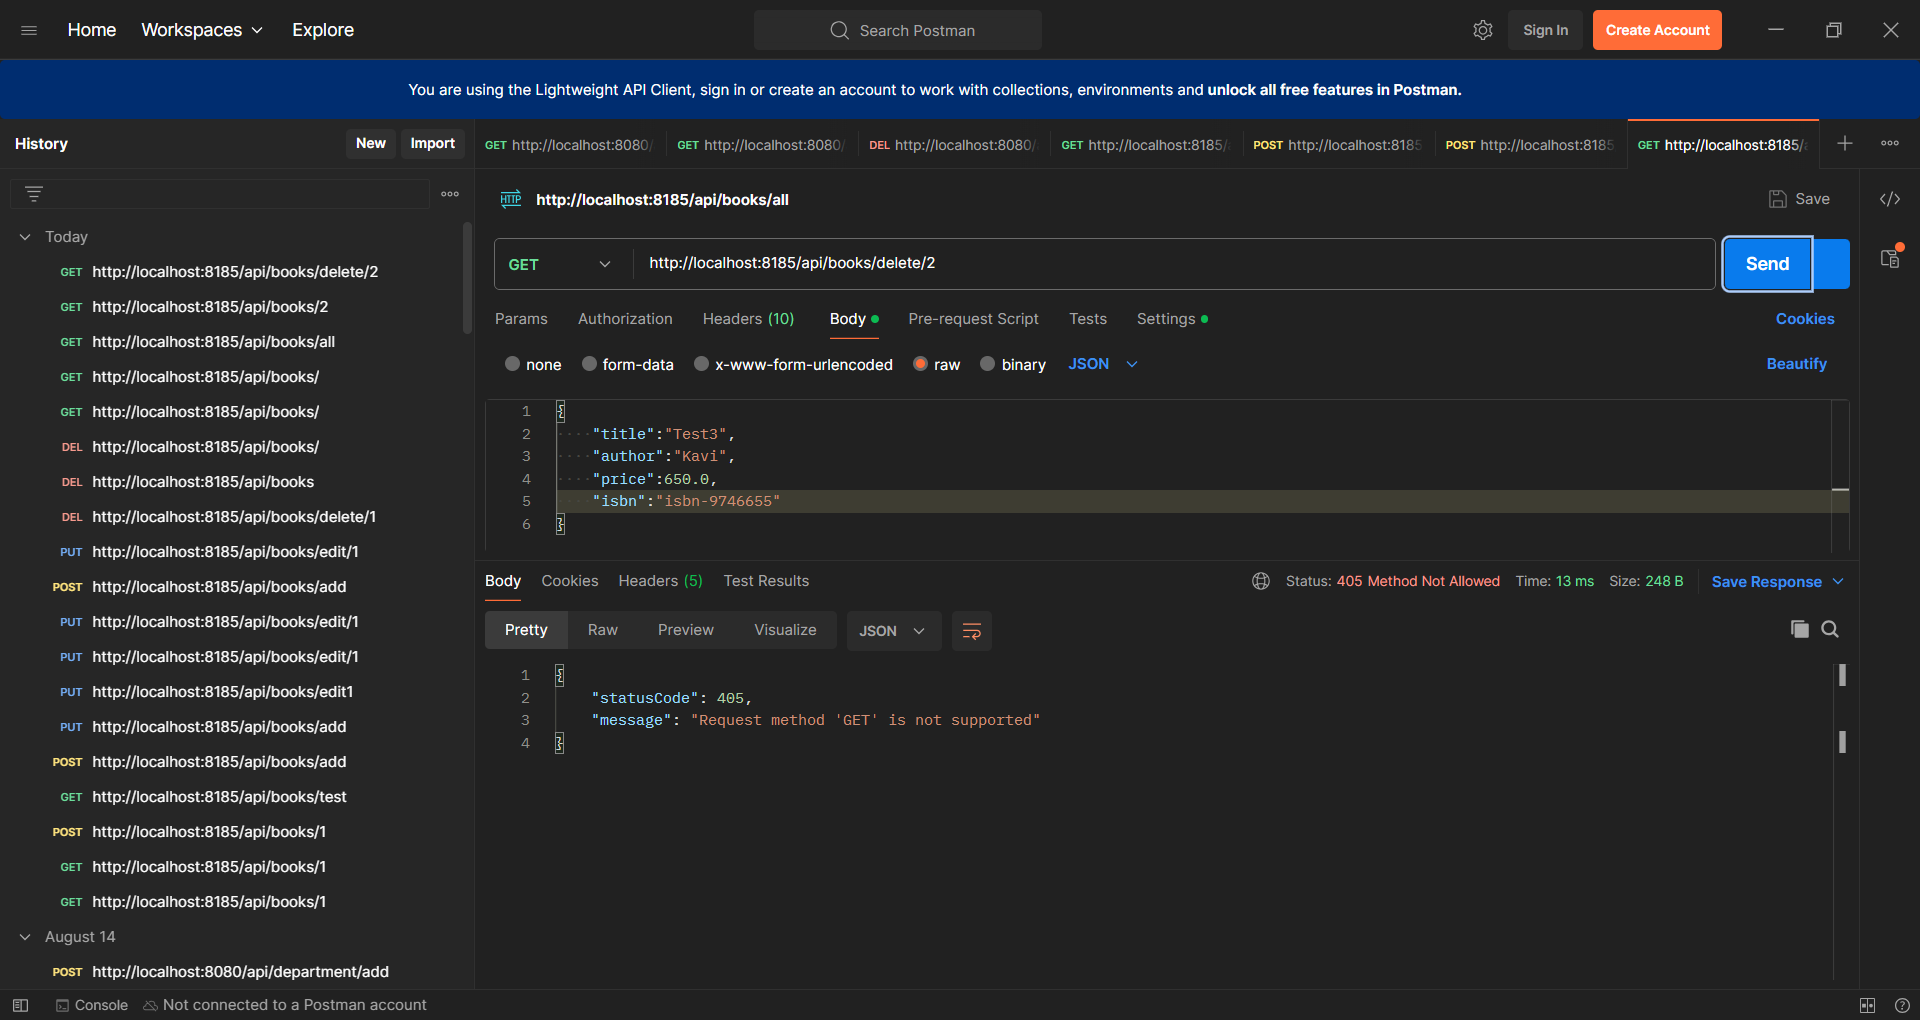 Home Workspaces Explore
Search Postman
Sign In Create Account
You are using the Lightweight API Client, sign in or create an account to work with collections, environments and unlock all free features in Postman.
History New Import
GET http://localhost:8080/ GET http://localhost:8080/ DEL http://localhost:8080/ GET http://localhost:8185/ POST http://localhost:8185 POST http://localhost:8185 GET http://localhost:8185/
HTTP http://localhost:8185/api/books/all Save
Today
GET http://localhost:8185/api/books/delete/2
GET http://localhost:8185/api/books/2
GET http://localhost:8185/api/books/all
GET http://localhost:8185/api/books/
GET http://localhost:8185/api/books/
DEL http://localhost:8185/api/books/
DEL http://localhost:8185/api/books
DEL http://localhost:8185/api/books/delete/1
PUT http://localhost:8185/api/books/edit/1
POST http://localhost:8185/api/books/add
PUT http://localhost:8185/api/books/edit/1
PUT http://localhost:8185/api/books/edit/1
PUT http://localhost:8185/api/books/edit1
PUT http://localhost:8185/api/books/add
POST http://localhost:8185/api/books/add
GET http://localhost:8185/api/books/test
POST http://localhost:8185/api/books/1
GET http://localhost:8185/api/books/1
GET http://localhost:8185/api/books/1
August 14
POST http://localhost:8080/api/department/add
GET http://localhost:8185/api/books/delete/2 Send
Params Authorization Headers (10) Body Pre-request Script Tests Settings Cookies
none form-data x-www-form-urlencoded raw binary JSON Beautify
1 {
2 "title":"Test3",
3 "author":"Kavi",
4 "price":650.0,
5 "isbn":"isbn-9746655"
6 }
Body Cookies Headers (5) Test Results Status: 405 Method Not Allowed Time: 13 ms Size: 248 B Save Response
Pretty Raw Preview Visualize JSON
1 {
2 "statusCode": 405,
3 "message": "Request method 'GET' is not supported"
4 }
Console Not connected to a Postman account